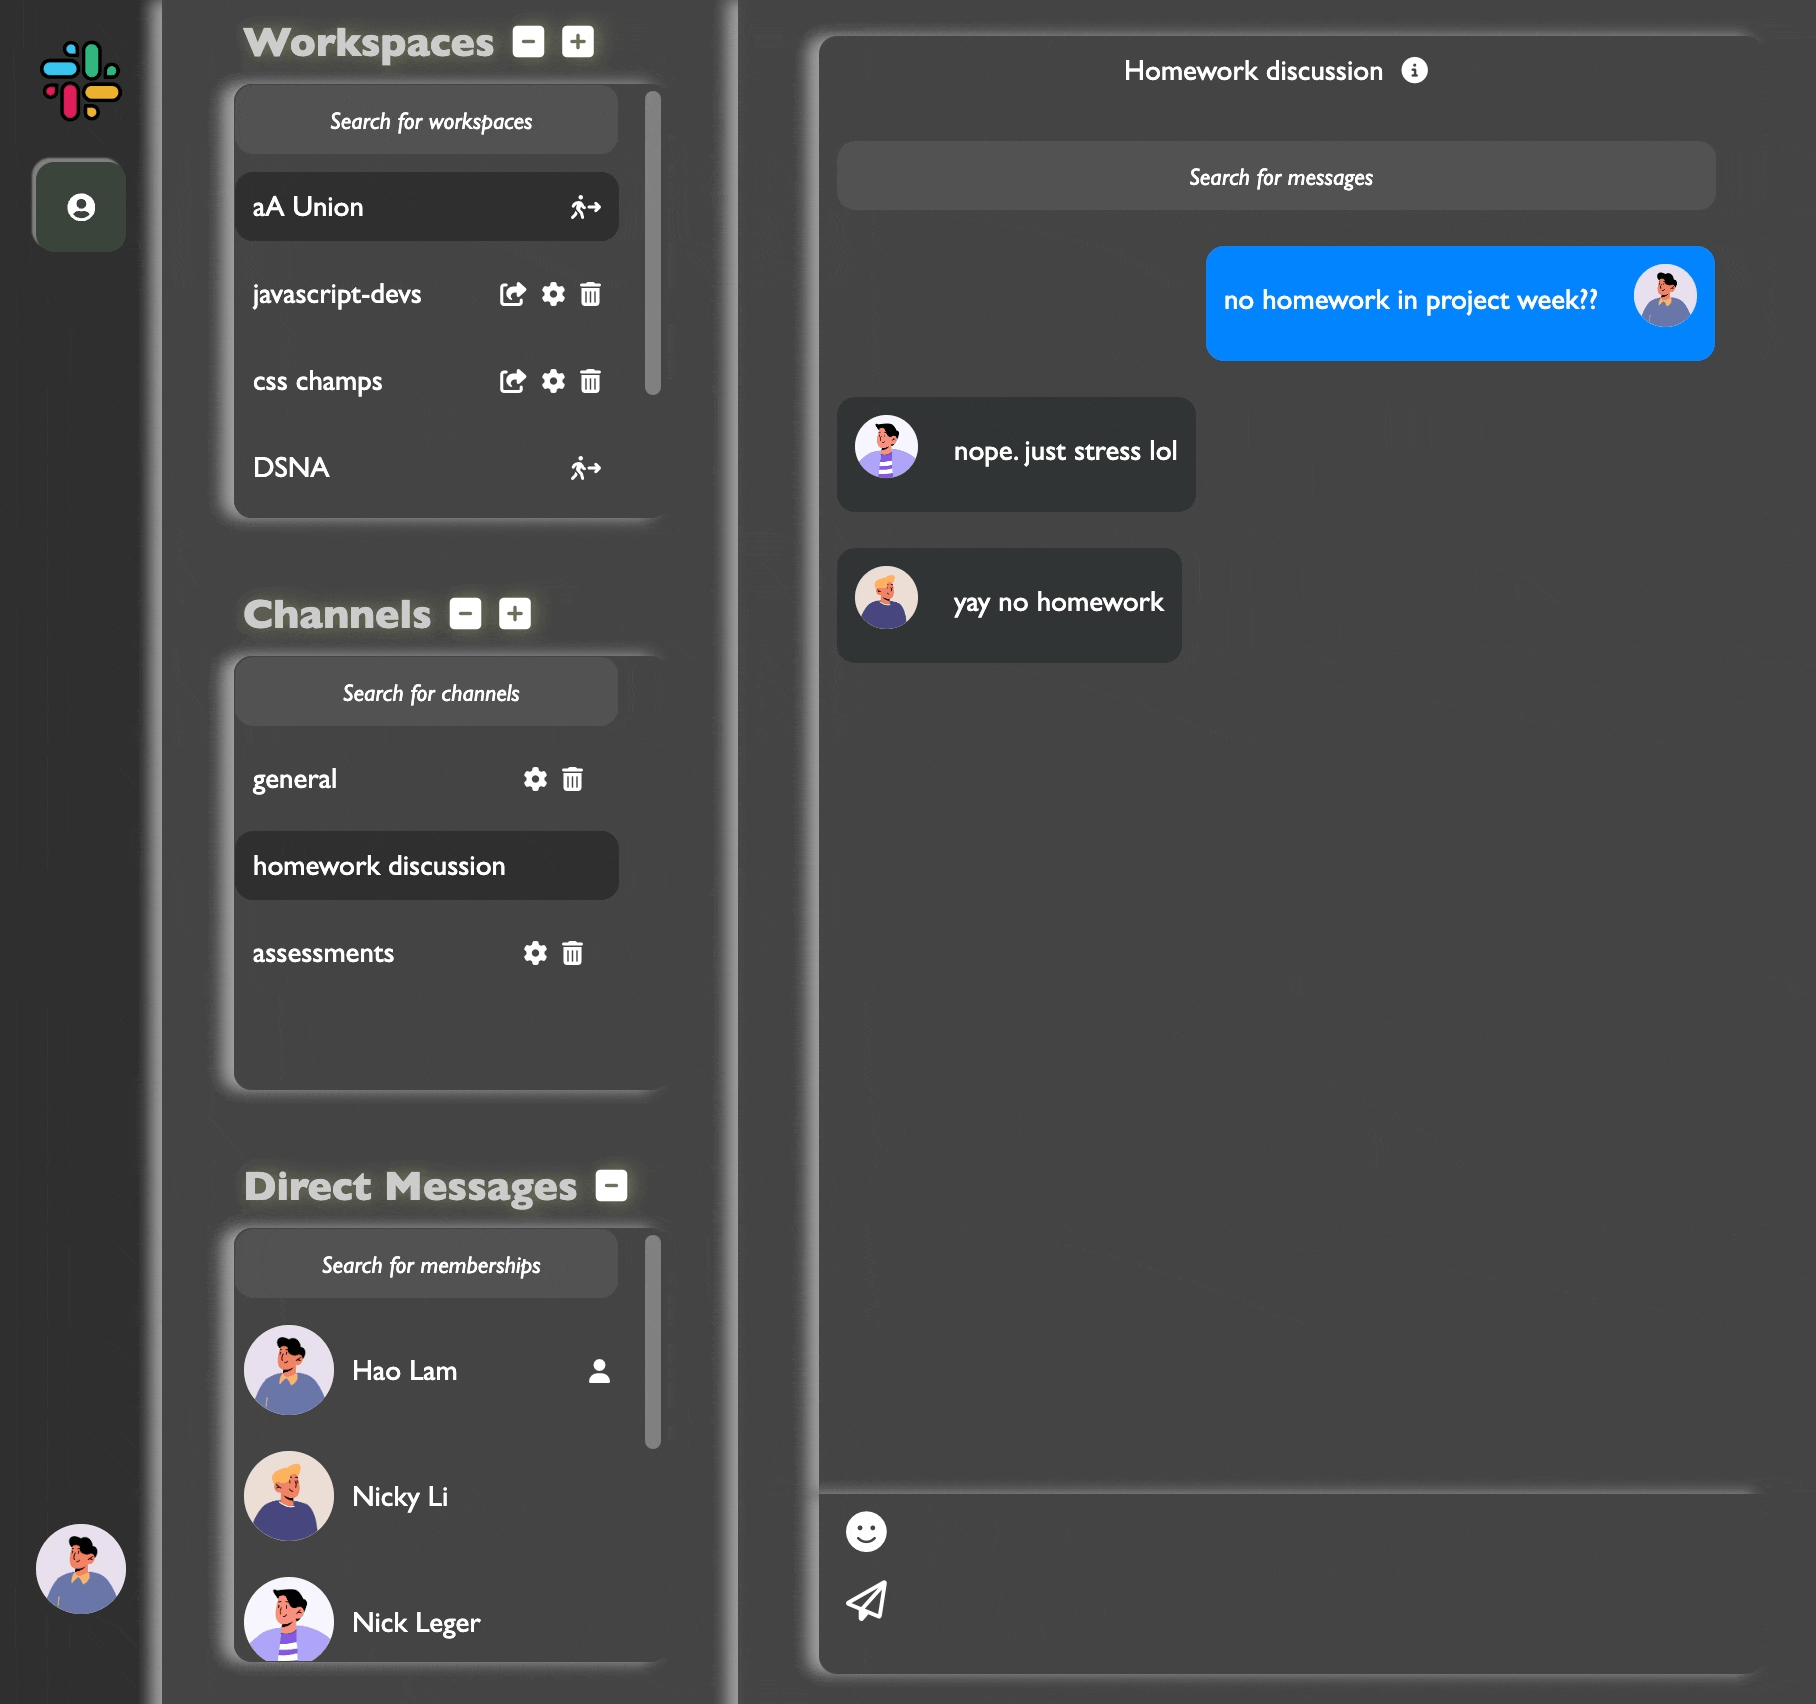 Workspaces
Search for workspaces
aA Union
javascript-devs
css champs
DSNA
Channels
Search for channels
general
homework discussion
assessments
Direct Messages
Search for memberships
Hao Lam
Nicky Li
Nick Leger
Homework discussion
Search for messages
no homework in project week??
nope. just stress lol
yay no homework